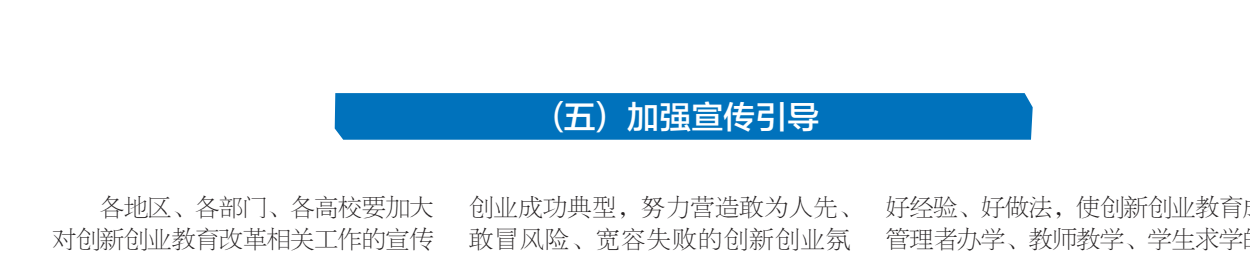 （五）加强宣传引导
各地区、各部门、各高校要加大
对创新创业教育改革相关工作的宣传
创业成功典型，努力营造敢为人先、
敢冒风险、宽容失败的创新创业氛
好经验、好做法，使创新创业教育
管理者办学、教师教学、学生求学的